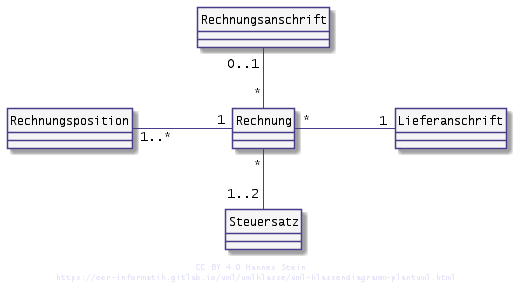 Rechnungsanschrift
0..1
*
Rechnungsposition
1..*
1
Rechnung
*
1
Lieferanschrift
*
1..2
Steuersatz
CC BY 4.0 Hannes Stein
https://oer-informatik.gitlab.io/uml/umlklasse/uml-klassendiagramm-plantuml.html